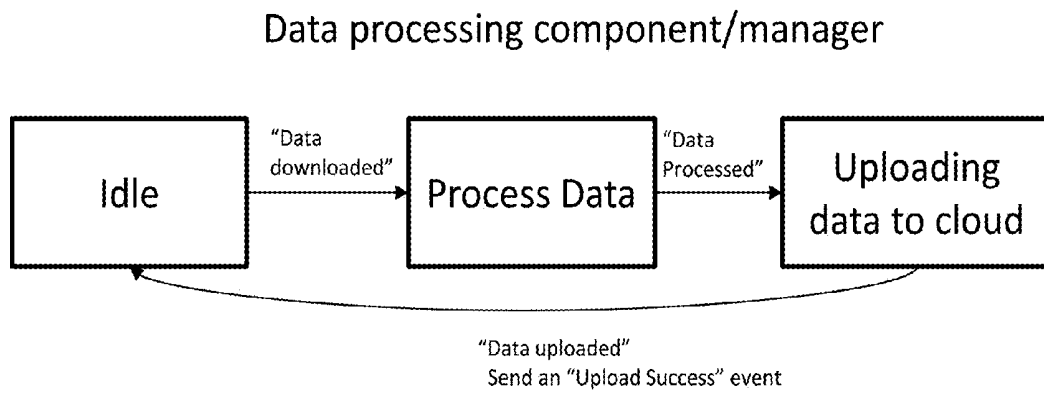 Data processing component/manager
Idle
“Data
downloaded”
Process Data
“Data
Processed”
Uploading
data to cloud
“Data uploaded”
Send an “Upload Success” event